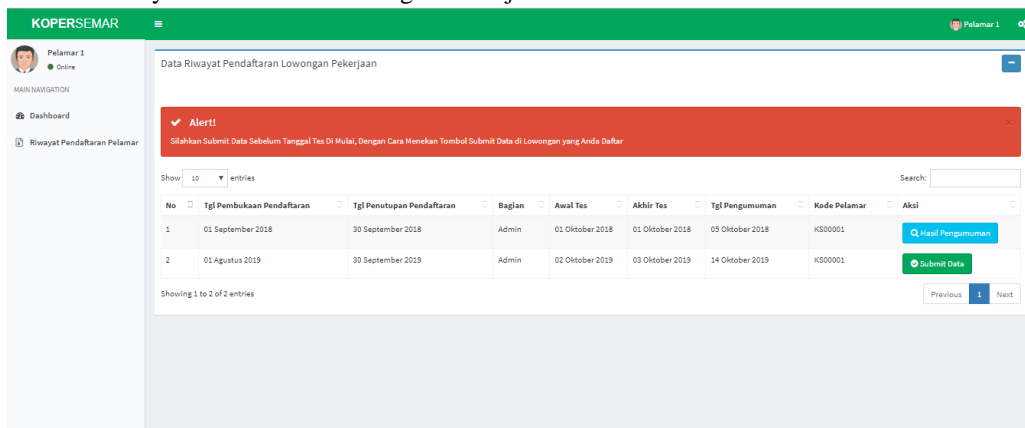 KOPERSEMAR
Pelamar 1
Pelamar 1
Online
MAIN NAVIGATION
Dashboard
Riwayat Pendaftaran Pelamar
Data Riwayat Pendaftaran Lowongan Pekerjaan
Alert!
Silahkan Submit Data Sebelum Tanggal Tes Di Mulai, Dengan Cara Menekan Tombol Submit Data di Lowongan yang Anda Daftar
Show 10 entries Search:
No Tgl Pembukaan Pendaftaran Tgl Penutupan Pendaftaran Bagian Awal Tes Akhir Tes Tgl Pengumuman Kode Pelamar Aksi
1 01 September 2018 30 September 2018 Admin 01 Oktober 2018 01 Oktober 2018 05 Oktober 2018 KS00001 Hasil Pengumuman
2 01 Agustus 2019 30 September 2019 Admin 02 Oktober 2019 03 Oktober 2019 14 Oktober 2019 KS00001 Submit Data
Showing 1 to 2 of 2 entries Previous 1 Next